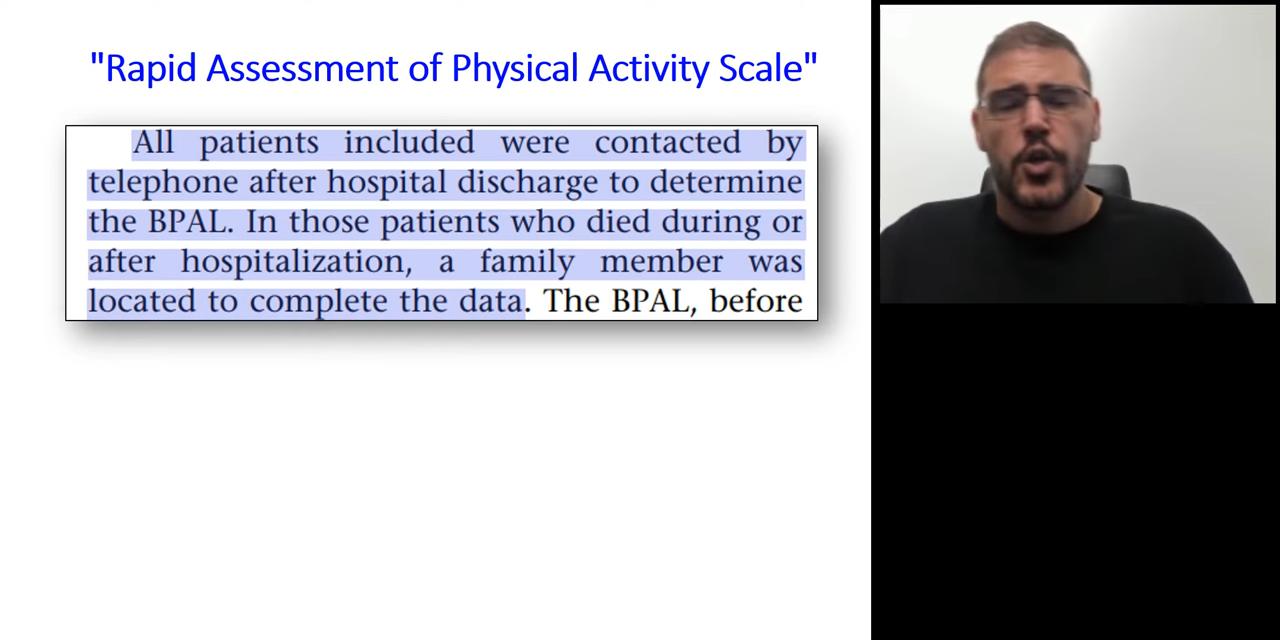 "Rapid Assessment of Physical Activity Scale"
All patients included were contacted by
telephone after hospital discharge to determine
the BPAL. In those patients who died during or
after hospitalization, a family member was
located to complete the data. The BPAL, before